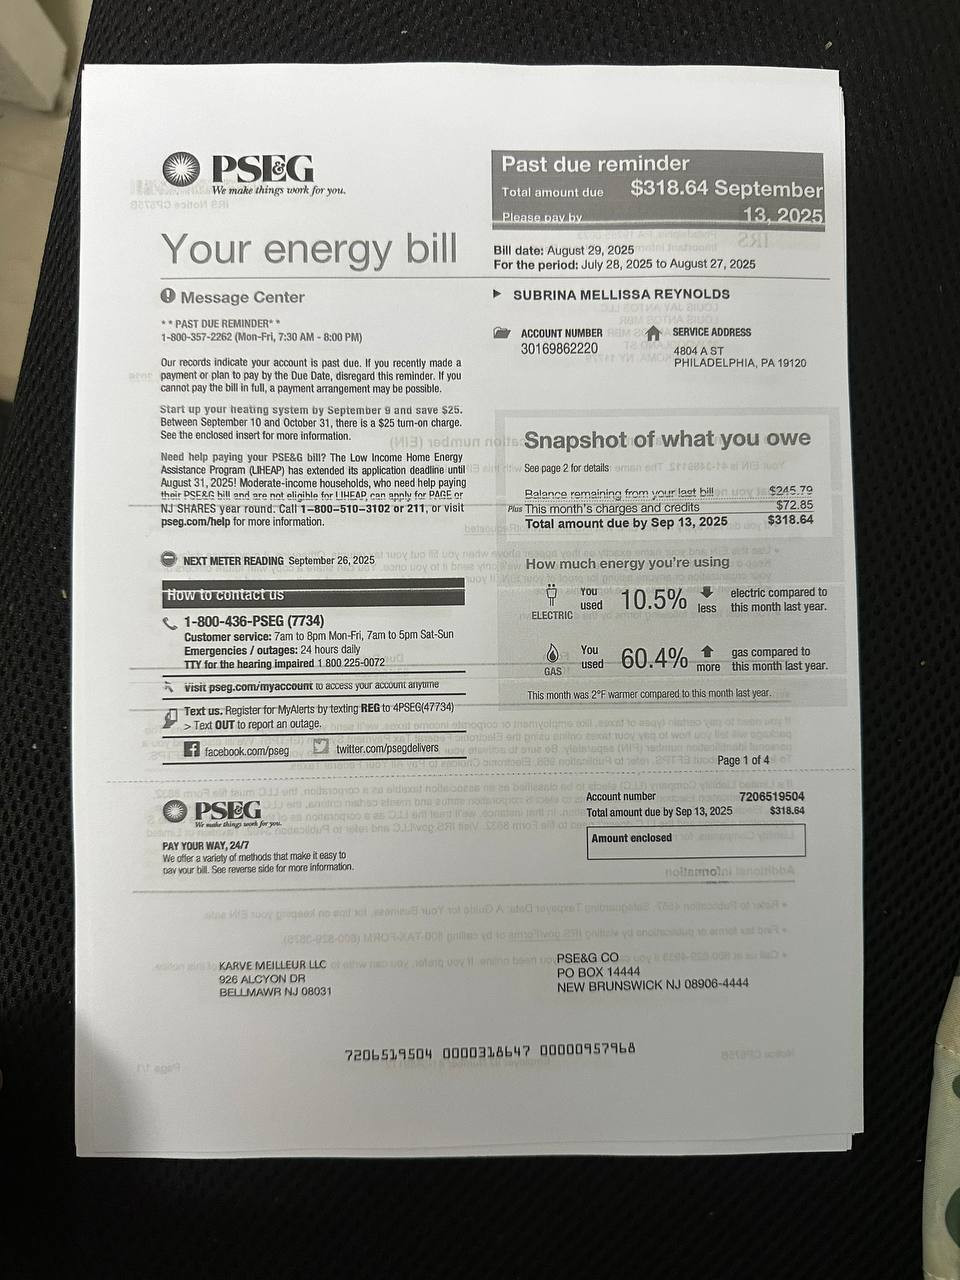 PSEG
We make things work for you.
Past due reminder
Total amount due $318.64 September
Please pay by 13, 2025
Your energy bill
Bill date: August 29, 2025
For the period: July 28, 2025 to August 27, 2025
Message Center
** PAST DUE REMINDER**
1-800-357-2262 (Mon-Fri, 7:30 AM - 8:00 PM)
Our records indicate your account is past due. If you recently made a
payment or plan to pay by the Due Date, disregard this reminder. If you
cannot pay the bill in full, a payment arrangement may be possible.
Start up your heating system by September 9 and save $25.
Between September 10 and October 31, there is a $25 turn-on charge.
See the enclosed insert for more information.
Need help paying your PSE&G bill? The Low Income Home Energy
Assistance Program (LIHEAP) has extended its application deadline until
August 31, 2025! Moderate-income households, who need help paying
their PSE&G bill and are not eligible for LIHEAP, can apply for PAGE or
NJ SHARES year round. Call 1-800-510-3102 or 211, or visit
pseg.com/help for more information.
NEXT METER READING September 26, 2025
How to contact us
1-800-436-PSEG (7734)
Customer service: 7am to 8pm Mon-Fri, 7am to 5pm Sat-Sun
Emergencies / outages: 24 hours daily
TTY for the hearing impaired 1 800 225-0072
Visit pseg.com/myaccount to access your account anytime
Text us. Register for MyAlerts by texting REG to 4PSEG(47734)
> Text OUT to report an outage.
facebook.com/pseg twitter.com/psegdelivers
SUBRINA MELLISSA REYNOLDS
ACCOUNT NUMBER
30169862220
SERVICE ADDRESS
4804 A ST
PHILADELPHIA, PA 19120
Snapshot of what you owe
See page 2 for details
Balance remaining from your last bill $245.79
Plus This month's charges and credits $72.85
Total amount due by Sep 13, 2025 $318.64
How much energy you're using
ELECTRIC You used 10.5% less electric compared to this month last year.
GAS You used 60.4% more gas compared to this month last year.
This month was 2°F warmer compared to this month last year.
Page 1 of 4
PSEG
We make things work for you.
PAY YOUR WAY, 24/7
We offer a variety of methods that make it easy to
pay your bill. See reverse side for more information.
Account number 7206519504
Total amount due by Sep 13, 2025 $318.64
Amount enclosed
KARVE MEILLEUR LLC
926 ALCYON DR
BELLMAWR NJ 08031
PSE&G CO
PO BOX 14444
NEW BRUNSWICK NJ 08906-4444
7206519504 0000318647 00000957968